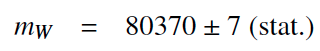 m_W = 80370 ± 7 (stat.)